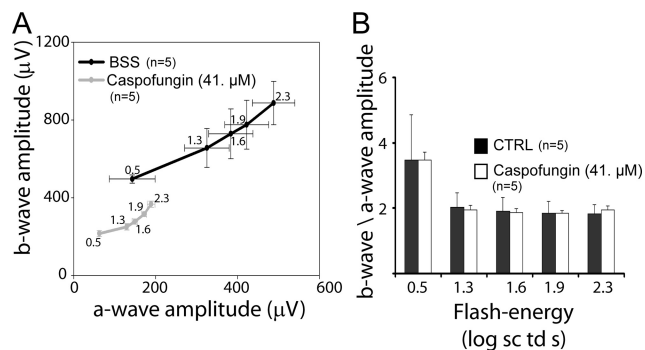 A
b-wave amplitude (μV)
1200
800
400
0
BSS (n=5)
Caspofungin (41. μM)
(n=5)
0.5
1.3
1.6
1.9
2.3
0.5
1.3
1.6
1.9
2.3
0
200
400
600
a-wave amplitude (μV)
B
b-wave \ a-wave amplitude
6
4
2
0
CTRL (n=5)
Caspofungin (41. μM)
(n=5)
0.5
1.3
1.6
1.9
2.3
Flash-energy
(log sc td s)